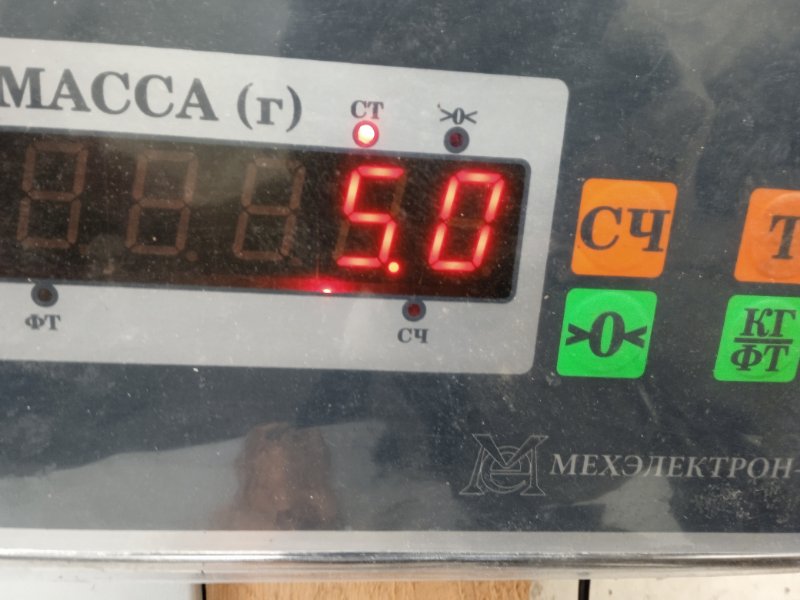 МАССА (г)
СТ
>0<
5.0
ФТ
СЧ
СЧ
Т
>0<
КГ
ФТ
МЕХЭЛЕКТРОН-